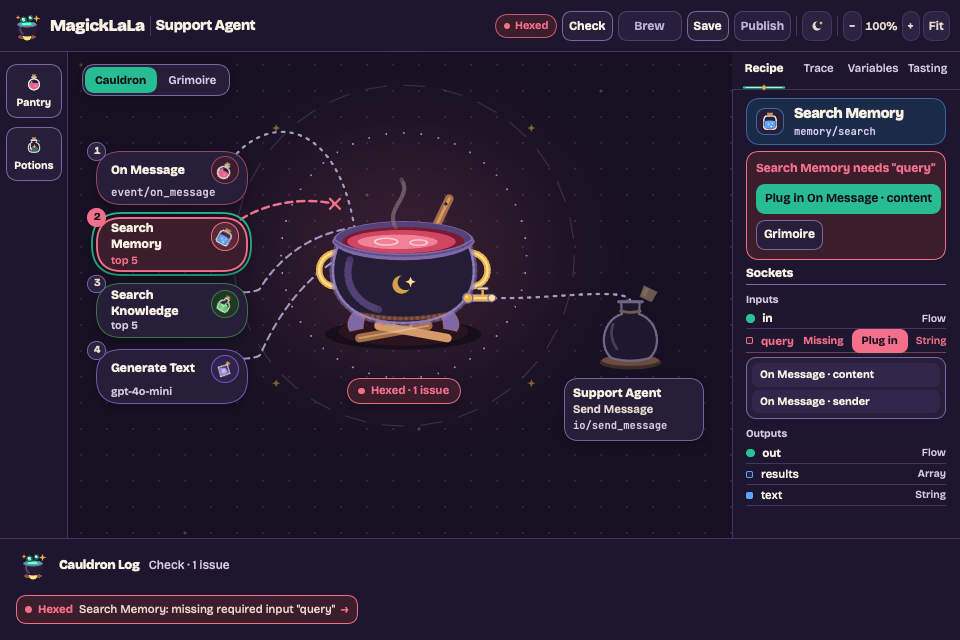 MagickLaLa Support Agent
Hexed Check Brew Save Publish − 100% + Fit
Pantry
Potions
Cauldron Grimoire
1
On Message
event/on_message
2
Search
Memory
top 5
3
Search
Knowledge
top 5
4
Generate Text
gpt-4o-mini
Hexed · 1 issue
Support Agent
Send Message
io/send_message
Recipe Trace Variables Tasting
Search Memory
memory/search
Search Memory needs "query"
Plug in On Message · content
Grimoire
Sockets
Inputs
in Flow
query Missing Plug in String
On Message · content
On Message · sender
Outputs
out Flow
results Array
text String
Cauldron Log Check · 1 issue
Hexed Search Memory: missing required input "query" →